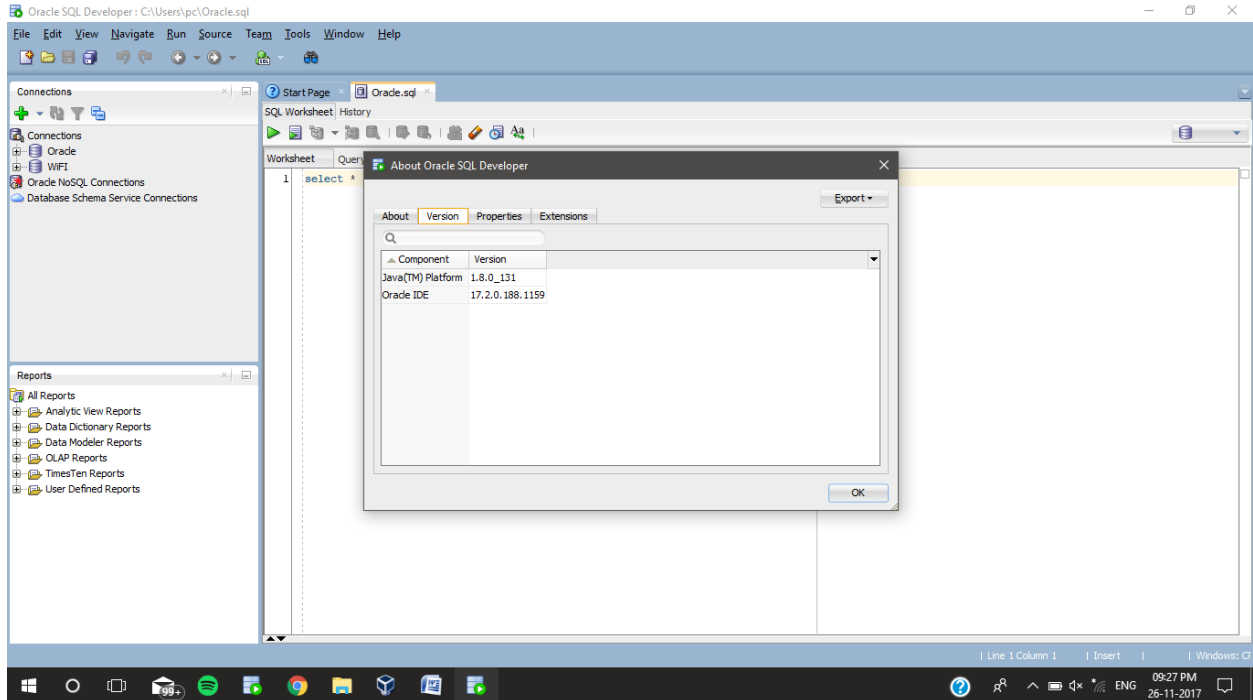 Oracle SQL Developer : C:\Users\pc\Oracle.sql
File Edit View Navigate Run Source Team Tools Window Help
SQL
Connections
Connections
Oracle
WiFI
Oracle NoSQL Connections
Database Schema Service Connections
Reports
All Reports
Analytic View Reports
Data Dictionary Reports
Data Modeler Reports
OLAP Reports
TimesTen Reports
User Defined Reports
Start Page Oracle.sql
SQL Worksheet History
Aa
Worksheet Query
1 select *
About Oracle SQL Developer
Export
About Version Properties Extensions
Component Version
Java(TM) Platform 1.8.0_131
Oracle IDE 17.2.0.188.1159
OK
| Line 1 Column 1 | Insert | | Windows: C
99+ W ENG 09:27 PM
26-11-2017